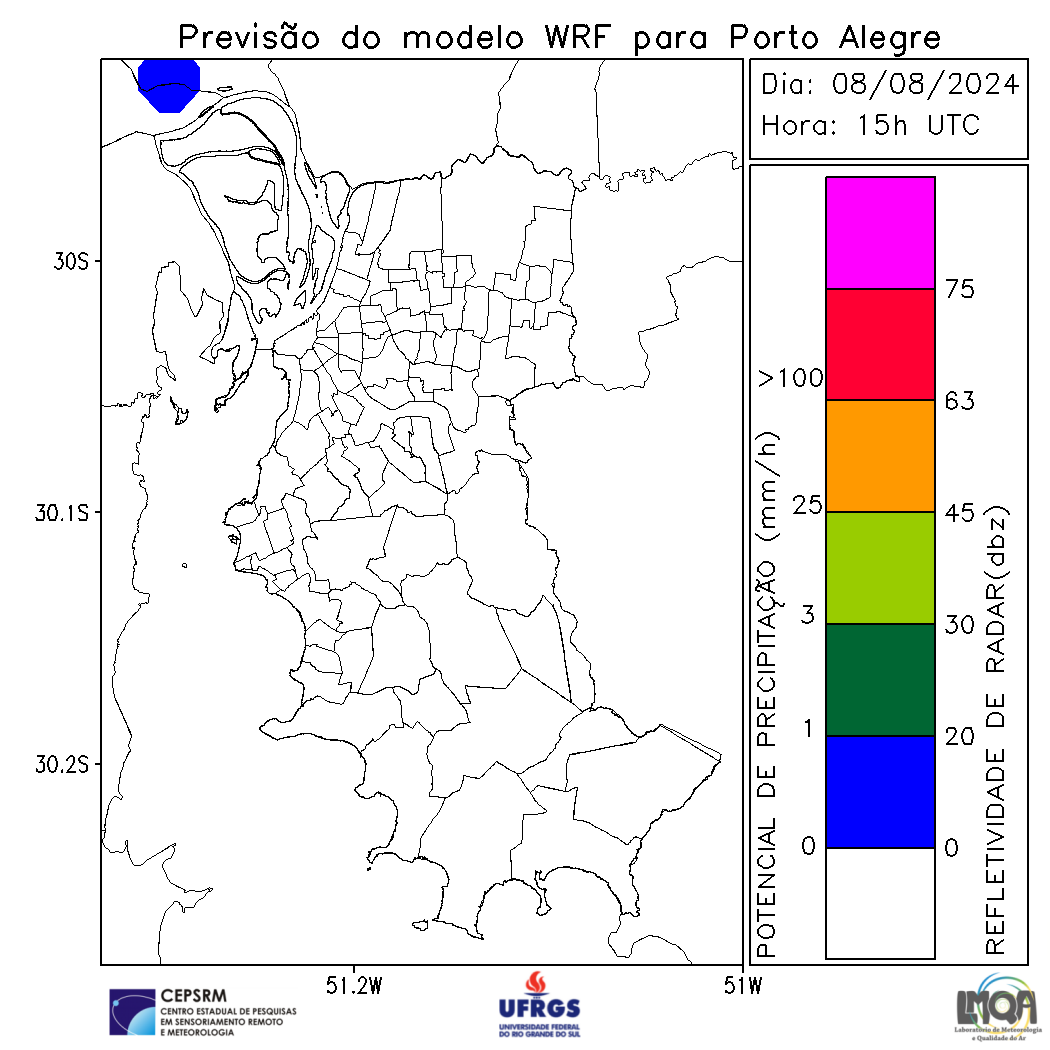 Previsão do modelo WRF para Porto Alegre
Dia: 08/08/2024
Hora: 15h UTC
30S
30.1S
30.2S
51.2W
51W
POTENCIAL DE PRECIPITAÇÃO (mm/h)
>100
25
3
1
0
75
63
45
30
20
0
REFLETIVIDADE DE RADAR(dbz)
CEPSRM
CENTRO ESTADUAL DE PESQUISAS
EM SENSORIAMENTO REMOTO
E METEOROLOGIA
UFRGS
UNIVERSIDADE FEDERAL
DO RIO GRANDE DO SUL
LMQA
Laboratório de Meteorologia
e Qualidade do Ar